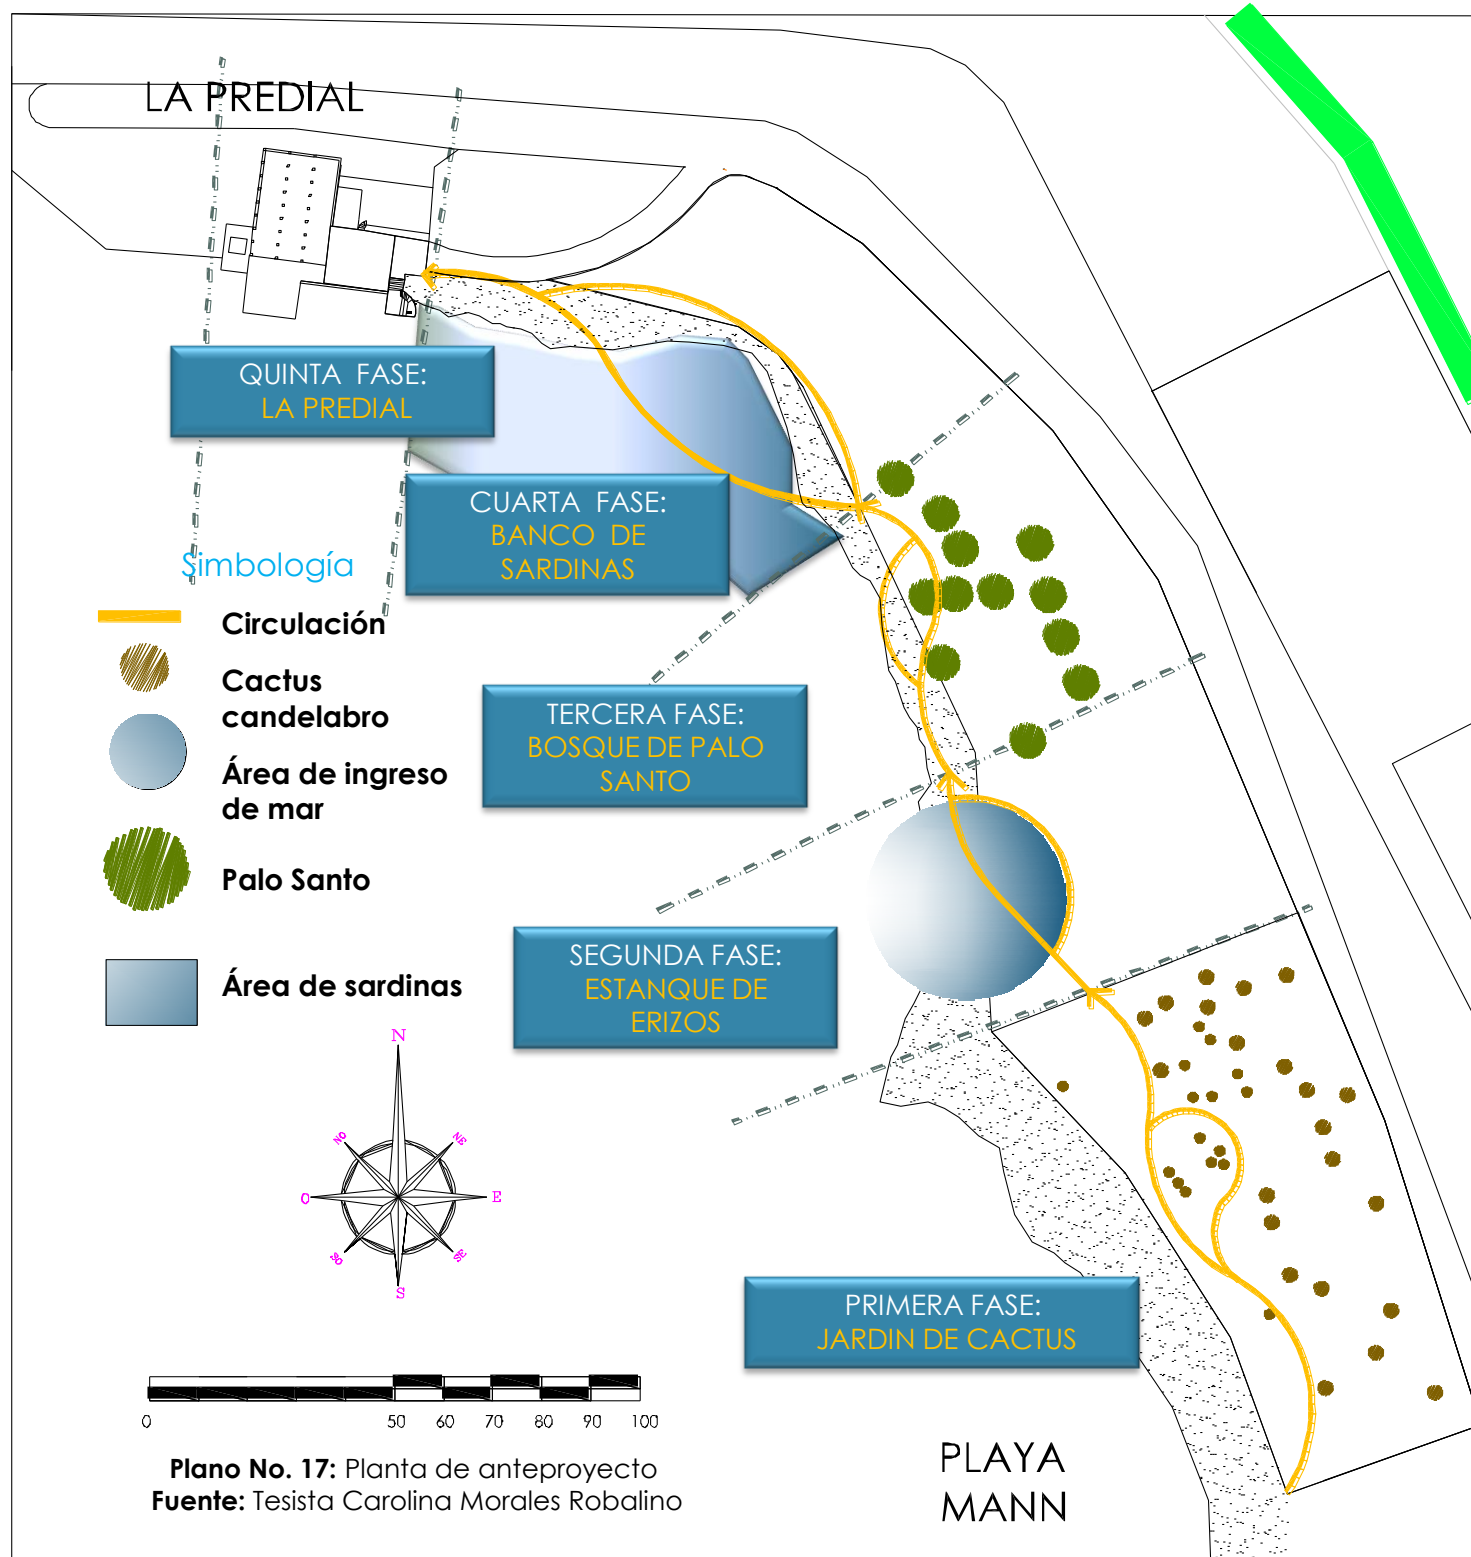 LA PREDIAL
QUINTA FASE:
LA PREDIAL
CUARTA FASE:
BANCO DE
SARDINAS
Simbología
Circulación
Cactus
candelabro
Área de ingreso
de mar
Palo Santo
Área de sardinas
TERCERA FASE:
BOSQUE DE PALO
SANTO
SEGUNDA FASE:
ESTANQUE DE
ERIZOS
N
NO
NE
O
E
SO
SE
S
PRIMERA FASE:
JARDIN DE CACTUS
0 50 60 70 80 90 100
Plano No. 17: Planta de anteproyecto
Fuente: Tesista Carolina Morales Robalino
PLAYA
MANN